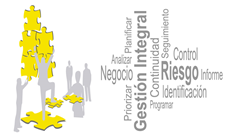 Analizar
Planificar
Negocio
Priorizar
Gestión Integral
Continuidad
Seguimiento
Control
Riesgo
Informe
Identificación
Programar